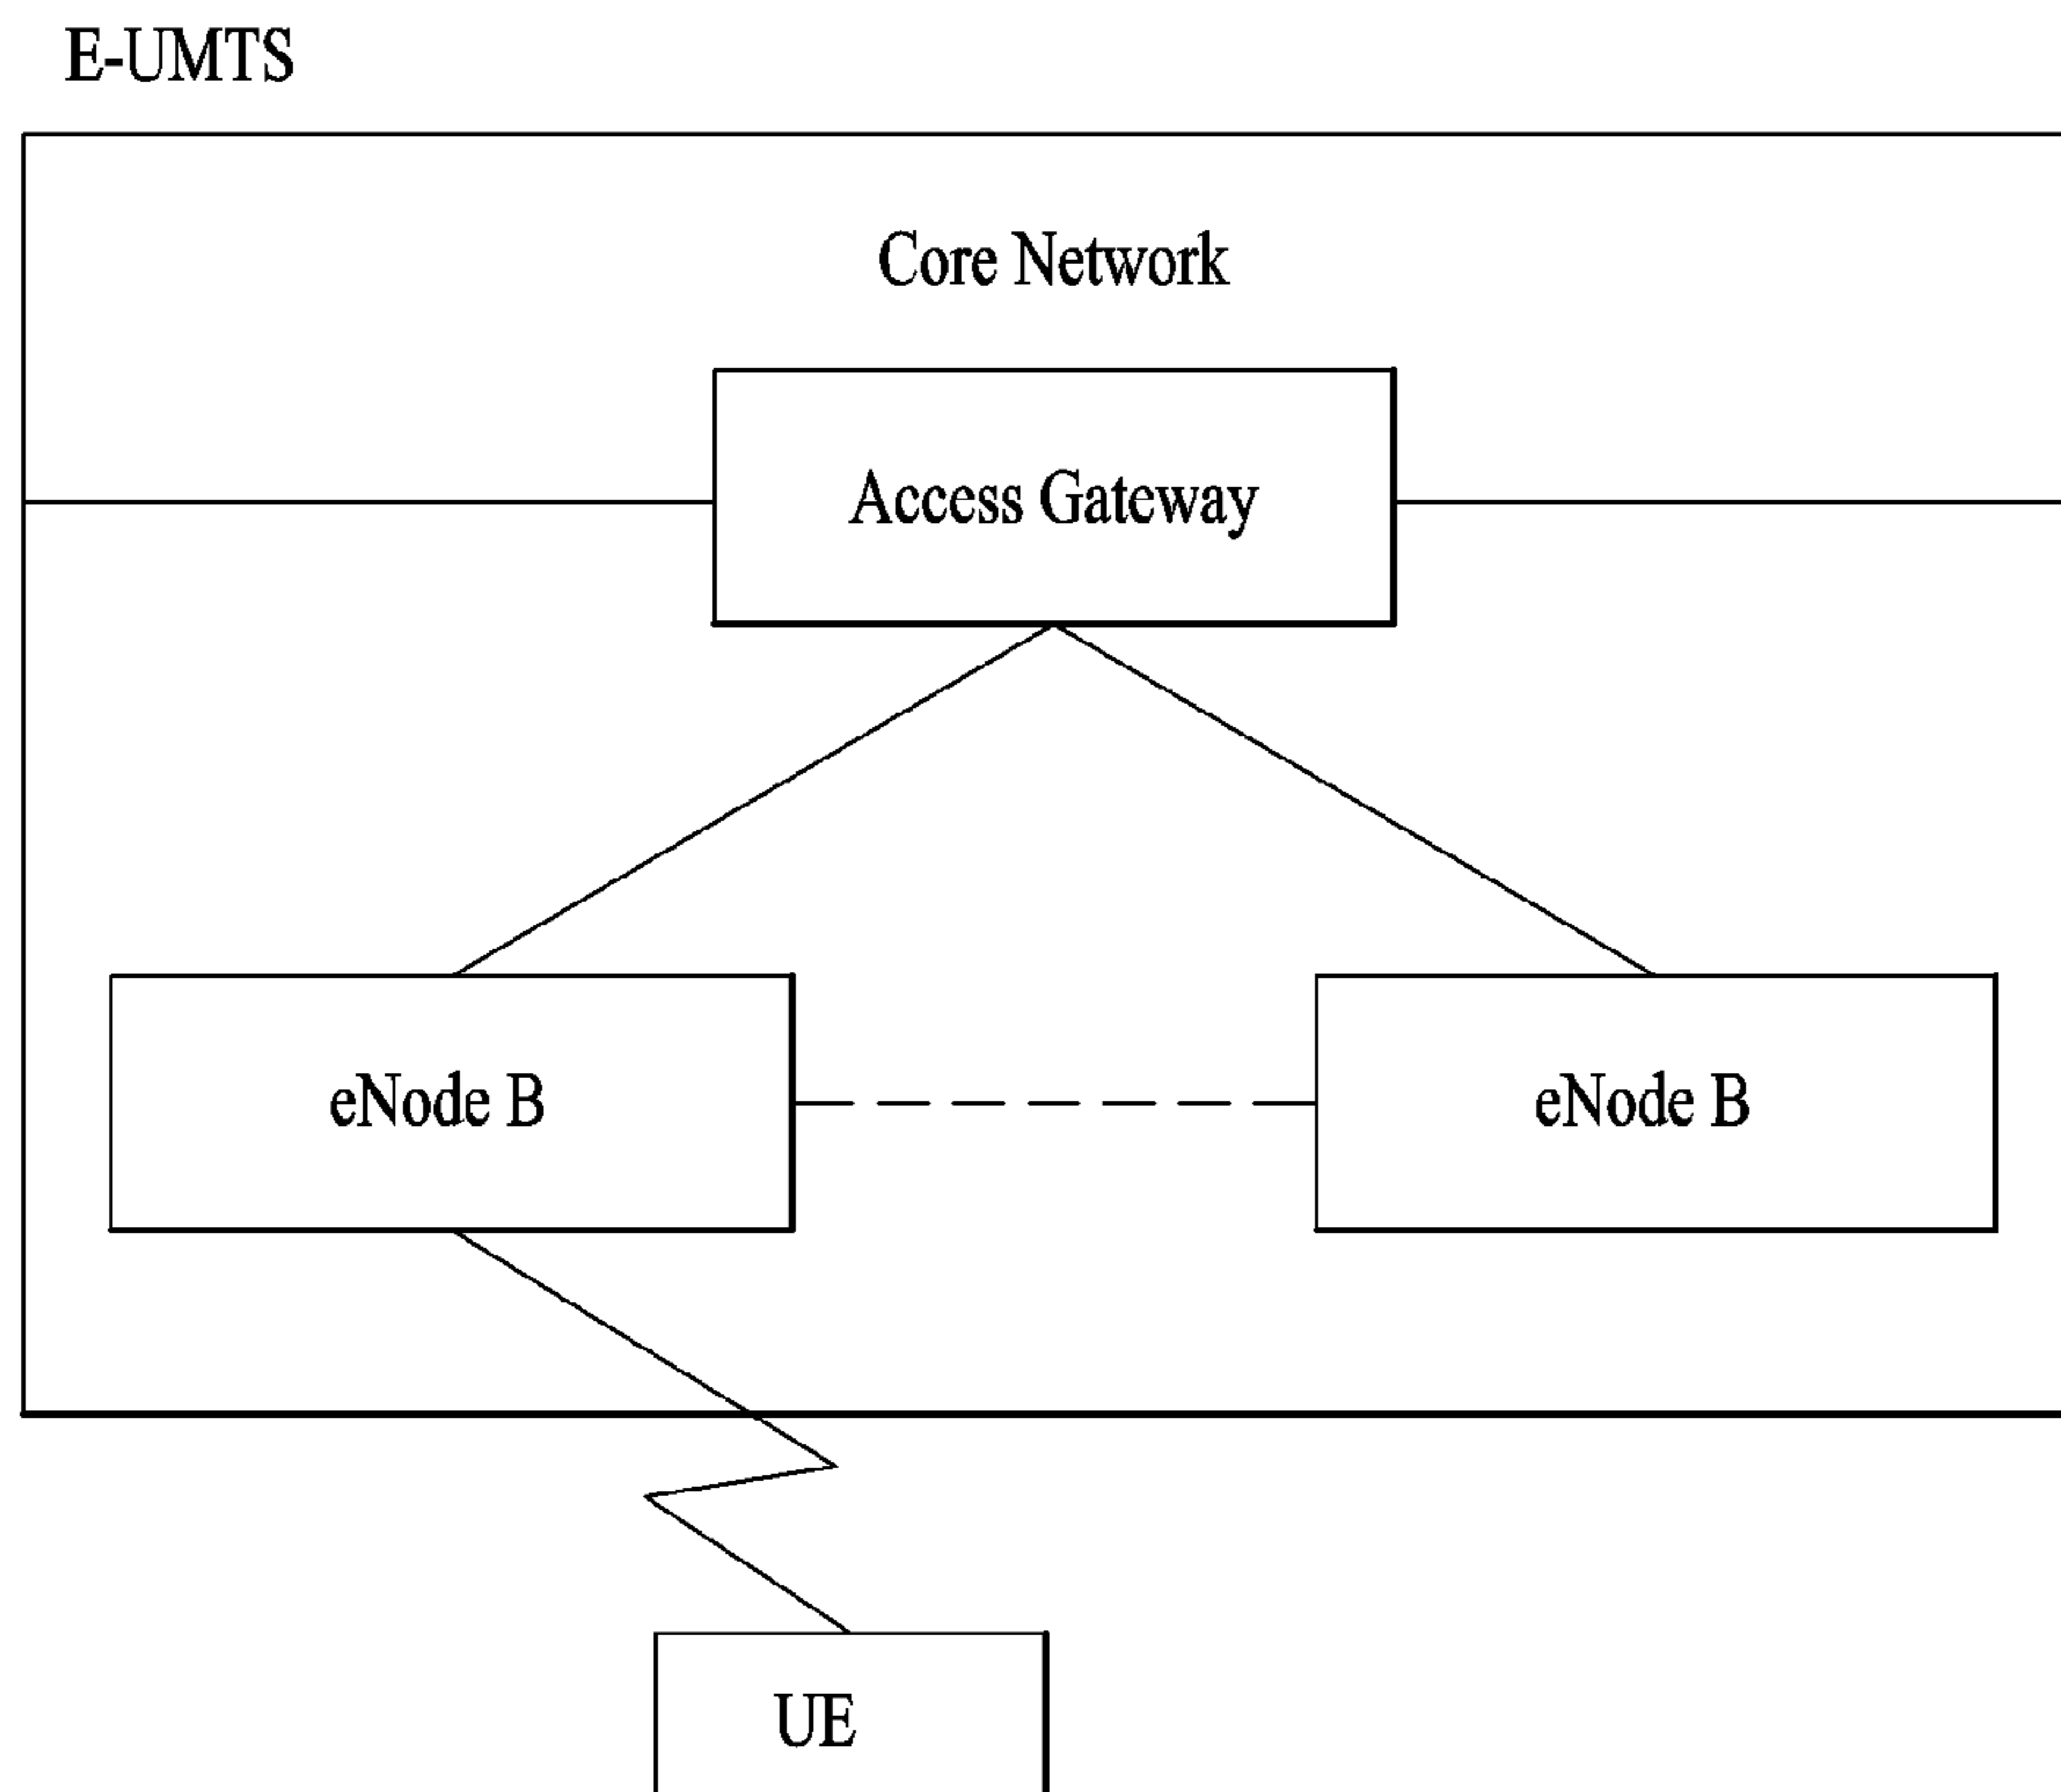 E-UMTS
Core Network
Access Gateway
eNode B
eNode B
UE